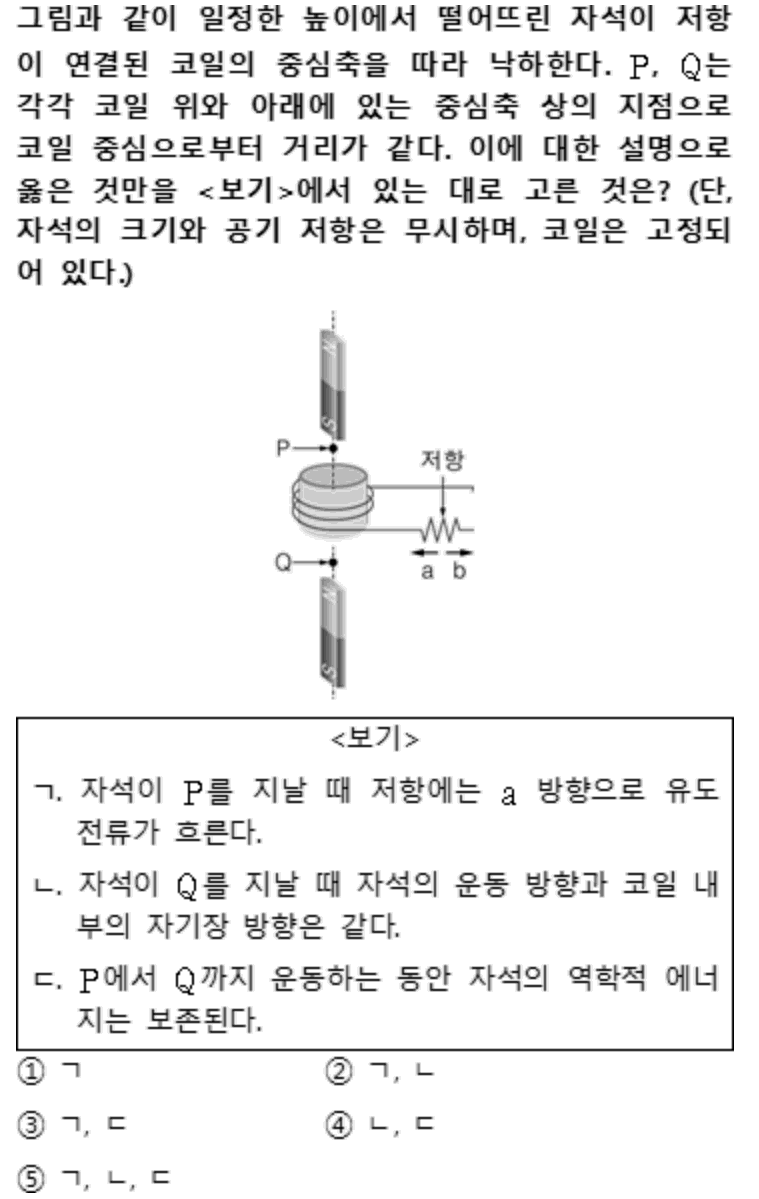 그림과 같이 일정한 높이에서 떨어뜨린 자석이 저항
이 연결된 코일의 중심축을 따라 낙하한다. P, Q는
각각 코일 위와 아래에 있는 중심축 상의 지점으로
코일 중심으로부터 거리가 같다. 이에 대한 설명으로
옳은 것만을 <보기>에서 있는 대로 고른 것은? (단,
자석의 크기와 공기 저항은 무시하며, 코일은 고정되
어 있다.)
N
S
P
저항
Q
a b
N
S
<보기>
ㄱ. 자석이 P를 지날 때 저항에는 a 방향으로 유도
전류가 흐른다.
ㄴ. 자석이 Q를 지날 때 자석의 운동 방향과 코일 내
부의 자기장 방향은 같다.
ㄷ. P에서 Q까지 운동하는 동안 자석의 역학적 에너
지는 보존된다.
① ㄱ ② ㄱ, ㄴ
③ ㄱ, ㄷ ④ ㄴ, ㄷ
⑤ ㄱ, ㄴ, ㄷ